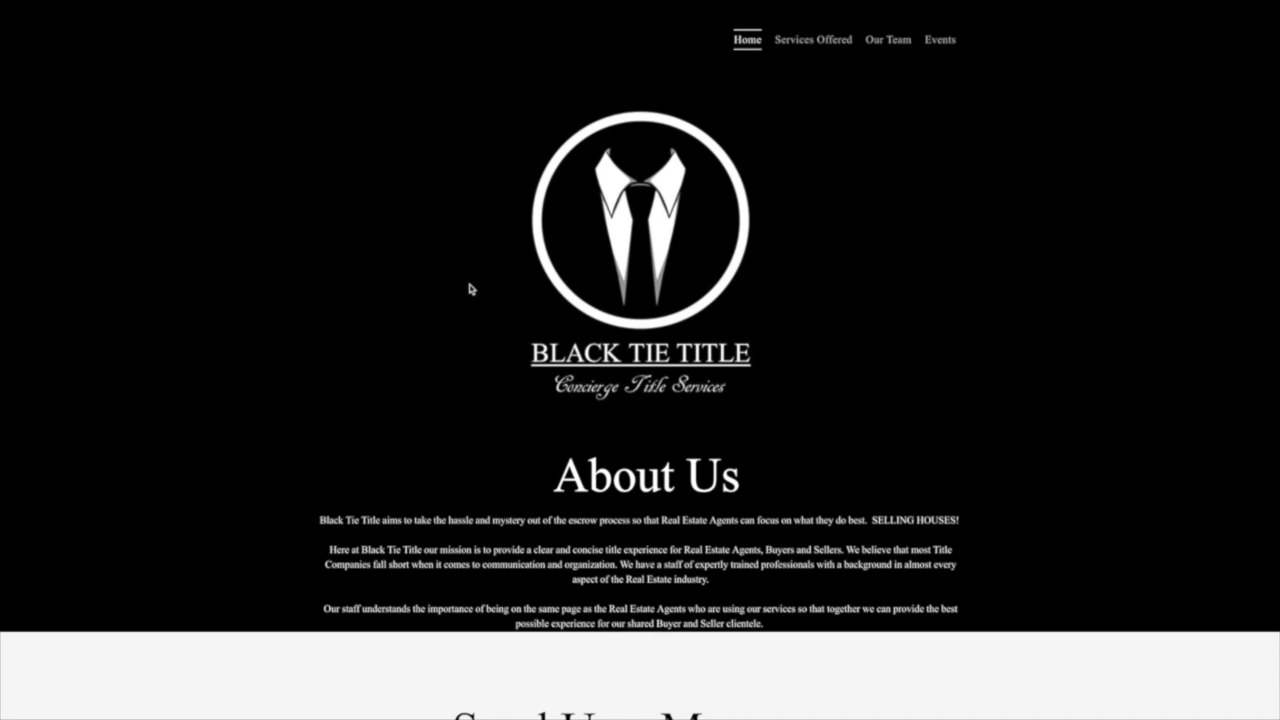 Home Services Offered Our Team Events
BLACK TIE TITLE
Concierge Title Services
About Us
Black Tie Title aims to take the hassle and mystery out of the escrow process so that Real Estate Agents can focus on what they do best. SELLING HOUSES!
Here at Black Tie Title our mission is to provide a clear and concise title experience for Real Estate Agents, Buyers and Sellers. We believe that most Title
Companies fall short when it comes to communication and organization. We have a staff of expertly trained professionals with a background in almost every
aspect of the Real Estate industry.
Our staff understands the importance of being on the same page as the Real Estate Agents who are using our services so that together we can provide the best
possible experience for our shared Buyer and Seller clientele.